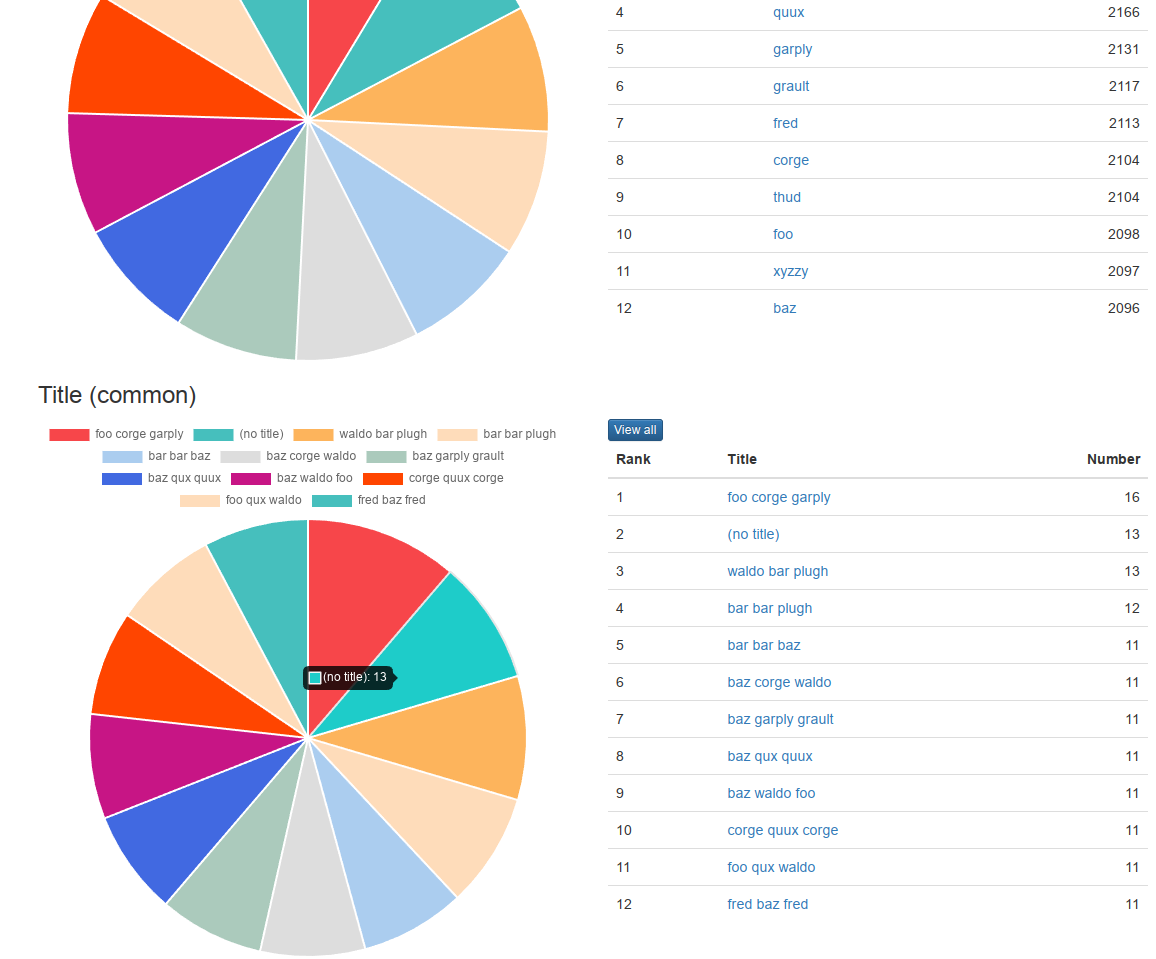 4 quux 2166
5 garply 2131
6 grault 2117
7 fred 2113
8 corge 2104
9 thud 2104
10 foo 2098
11 xyzzy 2097
12 baz 2096
Title (common)
foo corge garply (no title) waldo bar plugh bar bar plugh
bar bar baz baz corge waldo baz garply grault
baz qux quux baz waldo foo corge quux corge
foo qux waldo fred baz fred
(no title): 13
View all
Rank Title Number
1 foo corge garply 16
2 (no title) 13
3 waldo bar plugh 13
4 bar bar plugh 12
5 bar bar baz 11
6 baz corge waldo 11
7 baz garply grault 11
8 baz qux quux 11
9 baz waldo foo 11
10 corge quux corge 11
11 foo qux waldo 11
12 fred baz fred 11